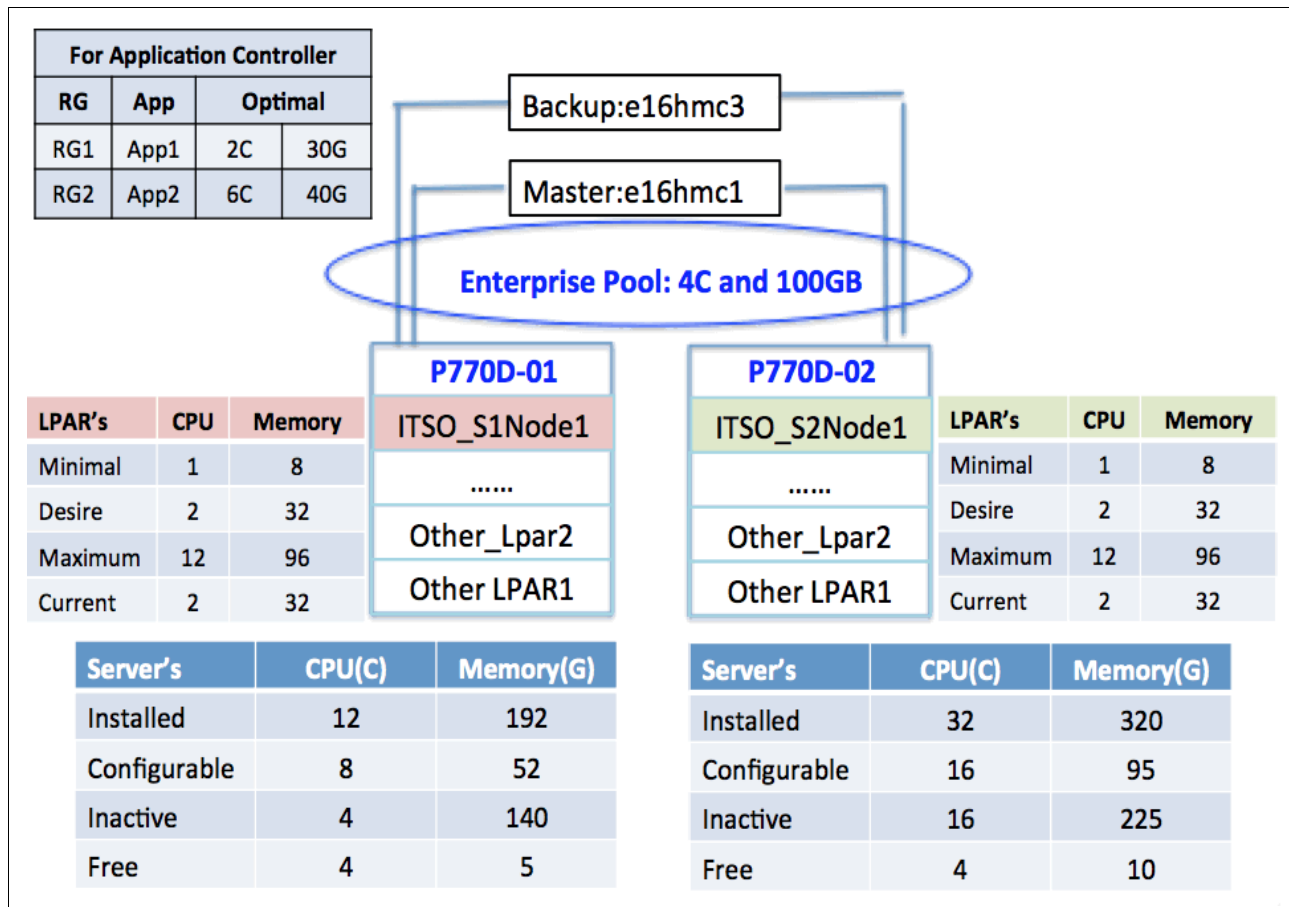 For Application Controller
RG App Optimal
RG1 App1 2C 30G
RG2 App2 6C 40G
Backup:e16hmc3
Master:e16hmc1
Enterprise Pool: 4C and 100GB
P770D-01
ITSO_S1Node1
......
Other_Lpar2
Other LPAR1
P770D-02
ITSO_S2Node1
......
Other_Lpar2
Other LPAR1
LPAR's CPU Memory
Minimal 1 8
Desire 2 32
Maximum 12 96
Current 2 32
LPAR's CPU Memory
Minimal 1 8
Desire 2 32
Maximum 12 96
Current 2 32
Server's CPU(C) Memory(G)
Installed 12 192
Configurable 8 52
Inactive 4 140
Free 4 5
Server's CPU(C) Memory(G)
Installed 32 320
Configurable 16 95
Inactive 16 225
Free 4 10